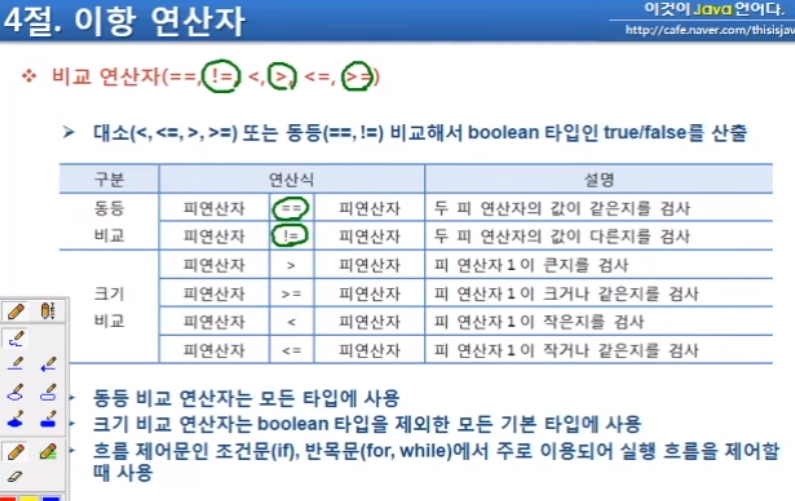 4절. 이항 연산자
이것이 Java 언어다.
http://cafe.naver.com/thisisjav
❖ 비교 연산자(==, !=, <, >, <=, >=)
➤ 대소(<, <=, >, >=) 또는 동등(==, !=) 비교해서 boolean 타입인 true/false를 산출
구분 연산식 설명
동등 피연산자 == 피연산자 두 피 연산자의 값이 같은지를 검사
비교 피연산자 != 피연산자 두 피 연산자의 값이 다른지를 검사
피연산자 > 피연산자 피 연산자1이 큰지를 검사
크기 피연산자 >= 피연산자 피 연산자1이 크거나 같은지를 검사
비교 피연산자 < 피연산자 피 연산자1이 작은지를 검사
피연산자 <= 피연산자 피 연산자1이 작거나 같은지를 검사
동등 비교 연산자는 모든 타입에 사용
크기 비교 연산자는 boolean 타입을 제외한 모든 기본 타입에 사용
흐름 제어문인 조건문(if), 반목문(for, while)에서 주로 이용되어 실행 흐름을 제어할
때 사용